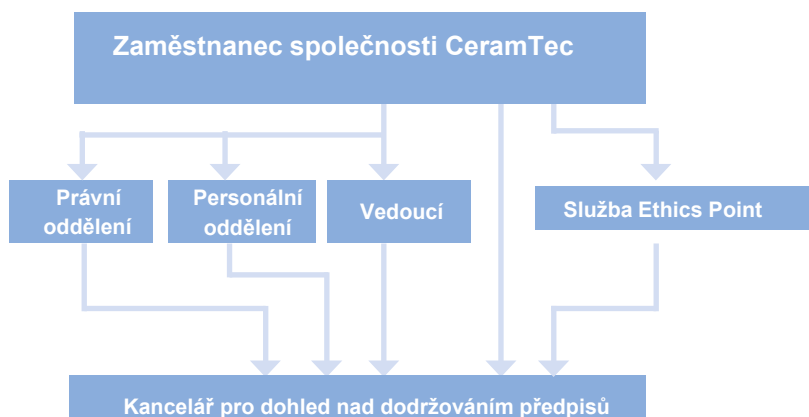 Zaměstnanec společnosti CeramTec
Právní
oddělení
Personální
oddělení
Vedoucí
Služba Ethics Point
Kancelář pro dohled nad dodržováním předpisů